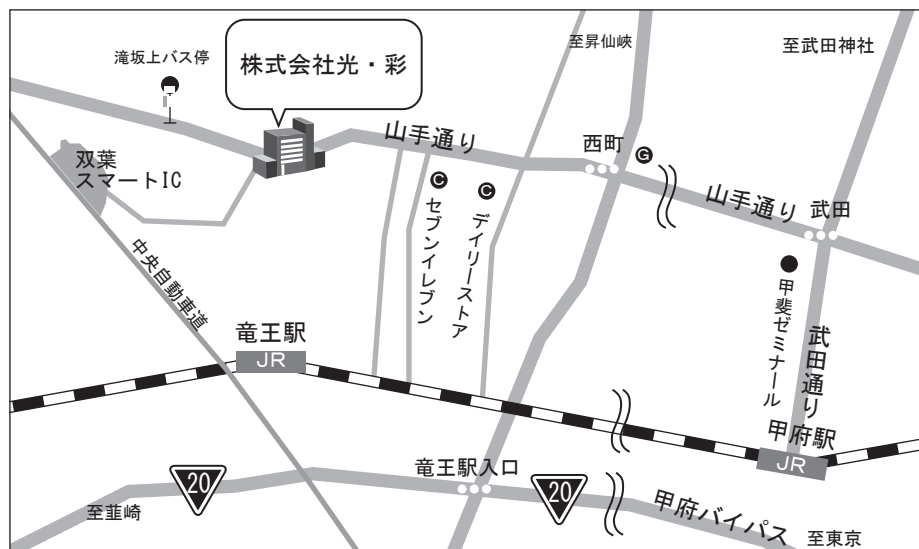 至昇仙峡
至武田神社
滝坂上バス停
株式会社光・彩
山手通り
西町
G
双葉
スマートIC
C
セブンイレブン
C
デイリーストア
山手通り
武田
中央自動車道
甲斐ゼミナール
武田通り
竜王駅
JR
甲府駅
JR
竜王駅入口
20
20
甲府バイパス
至韮崎
至東京